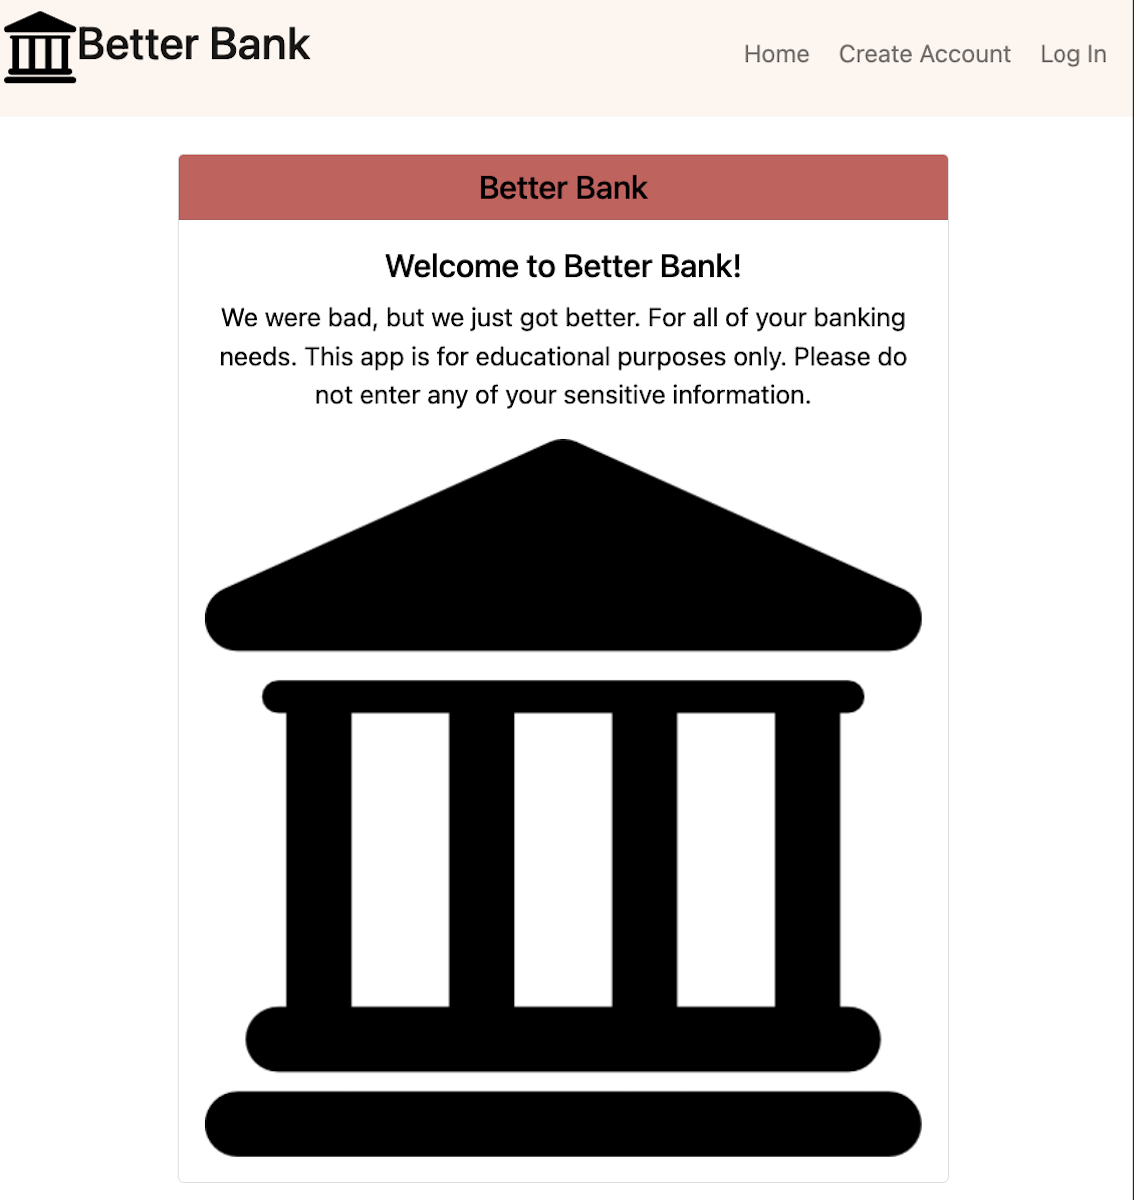 Better Bank
Home Create Account Log In
Better Bank
Welcome to Better Bank!
We were bad, but we just got better. For all of your banking
needs. This app is for educational purposes only. Please do
not enter any of your sensitive information.